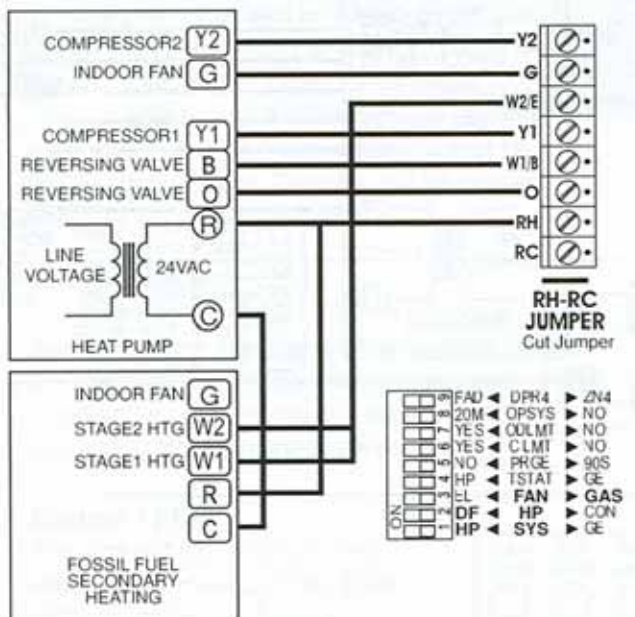 COMPRESSOR2 Y2
INDOOR FAN G
COMPRESSOR1 Y1
REVERSING VALVE B
REVERSING VALVE O
R
LINE VOLTAGE
24VAC
C
HEAT PUMP
INDOOR FAN G
STAGE2 HTG W2
STAGE1 HTG W1
R
C
FOSSIL FUEL
SECONDARY
HEATING
Y2
G
W2/E
Y1
W1/B
O
RH
RC
RH-RC
JUMPER
Cut Jumper
9 FAD ◄ DPR4 ► ZN4
8 20M ◄ OPSYS ► NO
7 YES ◄ ODLMT ► NO
6 YES ◄ CLMT ► NO
5 NO ◄ PRGE ► 90S
4 HP ◄ TSTAT ► GE
3 EL ◄ FAN ► GAS
2 DF ◄ HP ► CON
1 HP ◄ SYS ► GE
ON